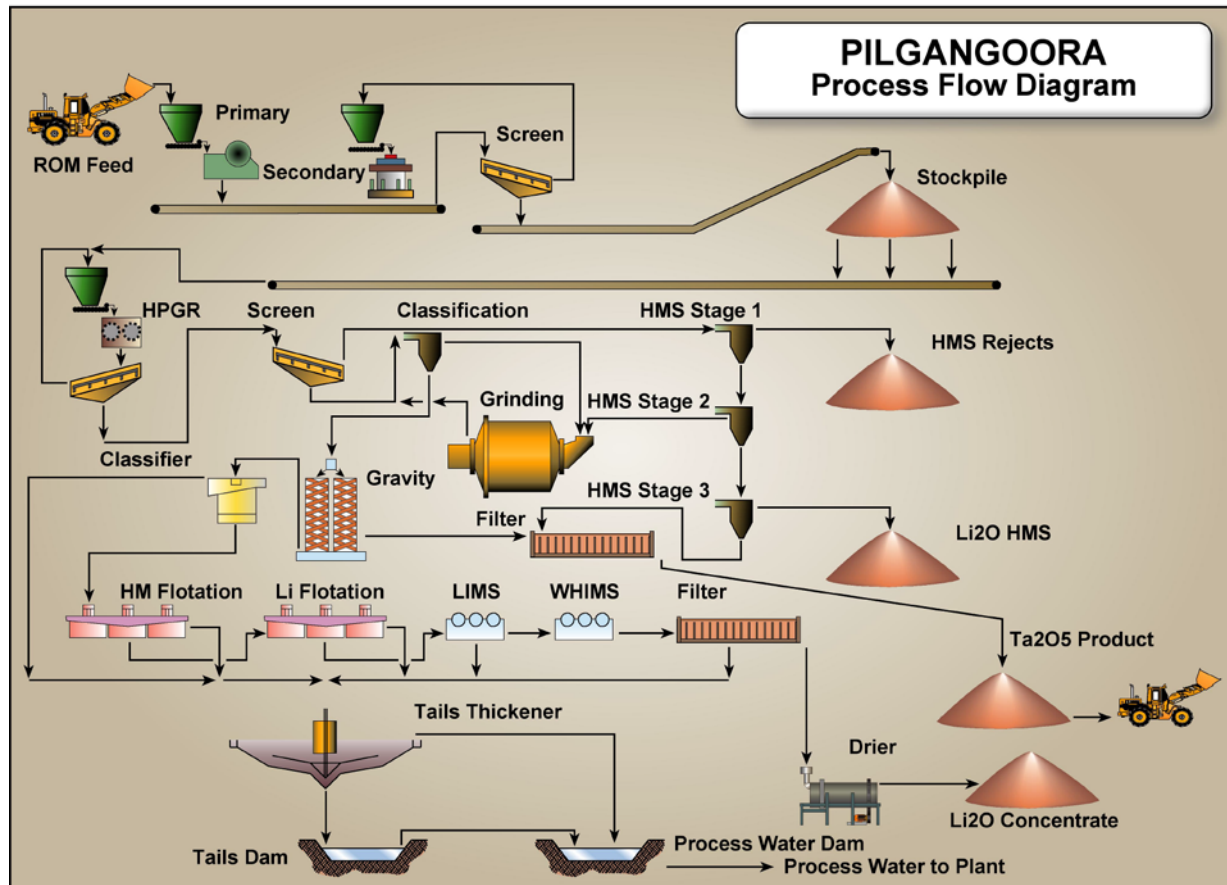 PILGANGOORA
Process Flow Diagram
ROM Feed
Primary
Secondary
Screen
Stockpile
HPGR
Screen
Classification
HMS Stage 1
HMS Rejects
Grinding
HMS Stage 2
Classifier
Gravity
HMS Stage 3
Filter
Li2O HMS
HM Flotation
Li Flotation
LIMS
WHIMS
Filter
Ta2O5 Product
Tails Thickener
Drier
Li2O Concentrate
Tails Dam
Process Water Dam
Process Water to Plant